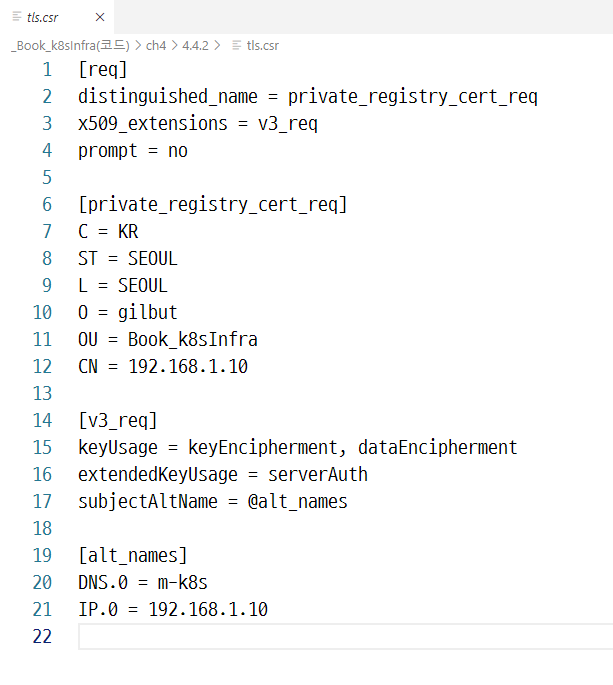 tls.csr
_Book_k8sInfra(코드) > ch4 > 4.4.2 > tls.csr
1 [req]
2 distinguished_name = private_registry_cert_req
3 x509_extensions = v3_req
4 prompt = no
5
6 [private_registry_cert_req]
7 C = KR
8 ST = SEOUL
9 L = SEOUL
10 O = gilbut
11 OU = Book_k8sInfra
12 CN = 192.168.1.10
13
14 [v3_req]
15 keyUsage = keyEncipherment, dataEncipherment
16 extendedKeyUsage = serverAuth
17 subjectAltName = @alt_names
18
19 [alt_names]
20 DNS.0 = m-k8s
21 IP.0 = 192.168.1.10
22